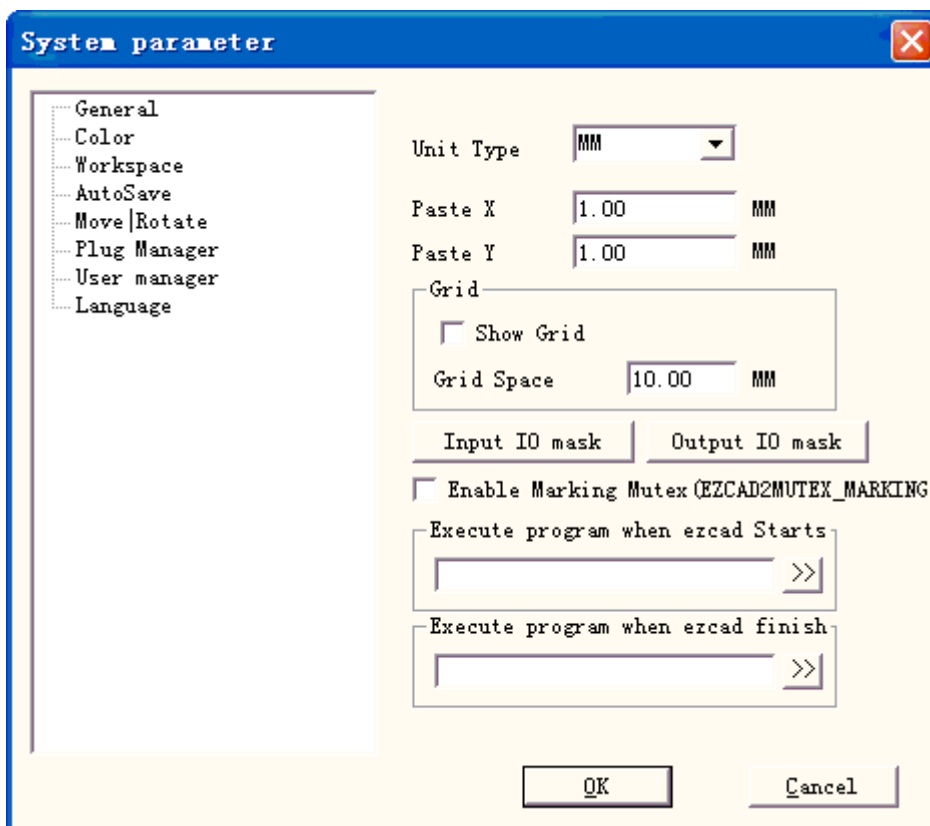 System parameter
General
Color
Workspace
AutoSave
Move|Rotate
Plug Manager
User manager
Language
Unit Type MM
Paste X 1.00 MM
Paste Y 1.00 MM
Grid
Show Grid
Grid Space 10.00 MM
Input IO mask Output IO mask
Enable Marking Mutex(EZCAD2MUTEX_MARKING
Execute program when ezcad Starts
>>
Execute program when ezcad finish
>>
OK Cancel